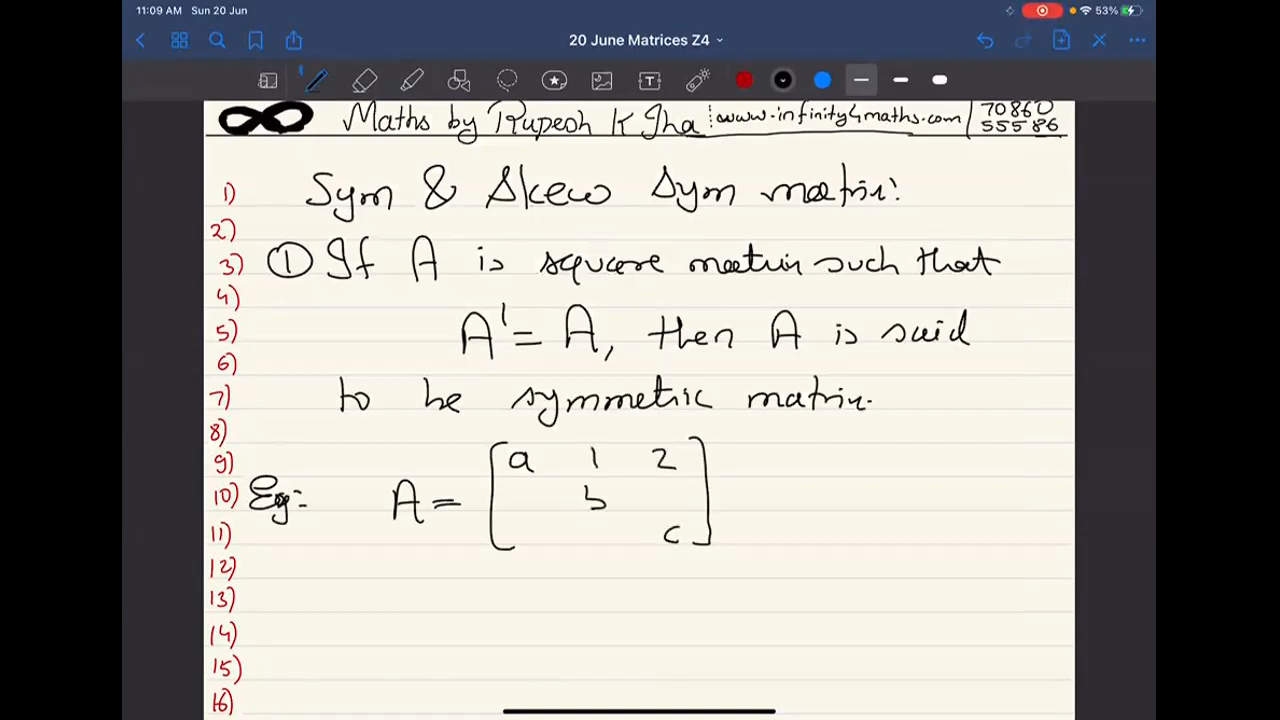 11:09 AM Sun 20 Jun
53%
20 June Matrices Z4
Maths by Rupesh K Jha www.infinity4maths.com 70860 55586
1) Sym & Skew Sym matrix:
2)
3) ① If A is square matrix such that
4)
5) A' = A, then A is said
6)
7) to be symmetric matrix.
8)
9) a 1 2
10) Eg:- A = b
11) c
12)
13)
14)
15)
16)